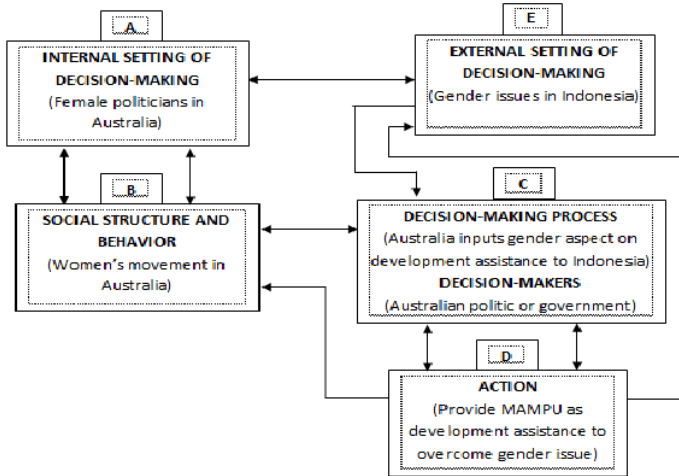 A
INTERNAL SETTING OF
DECISION-MAKING
(Female politicians in
Australia)
E
EXTERNAL SETTING OF
DECISION-MAKING
(Gender issues in Indonesia)
B
SOCIAL STRUCTURE AND
BEHAVIOR
(Women's movement in
Australia)
C
DECISION-MAKING PROCESS
(Australia inputs gender aspect on
development assistance to Indonesia)
DECISION-MAKERS
(Australian politic or government)
D
ACTION
(Provide MAMPU as
development assistance to
overcome gender issue)